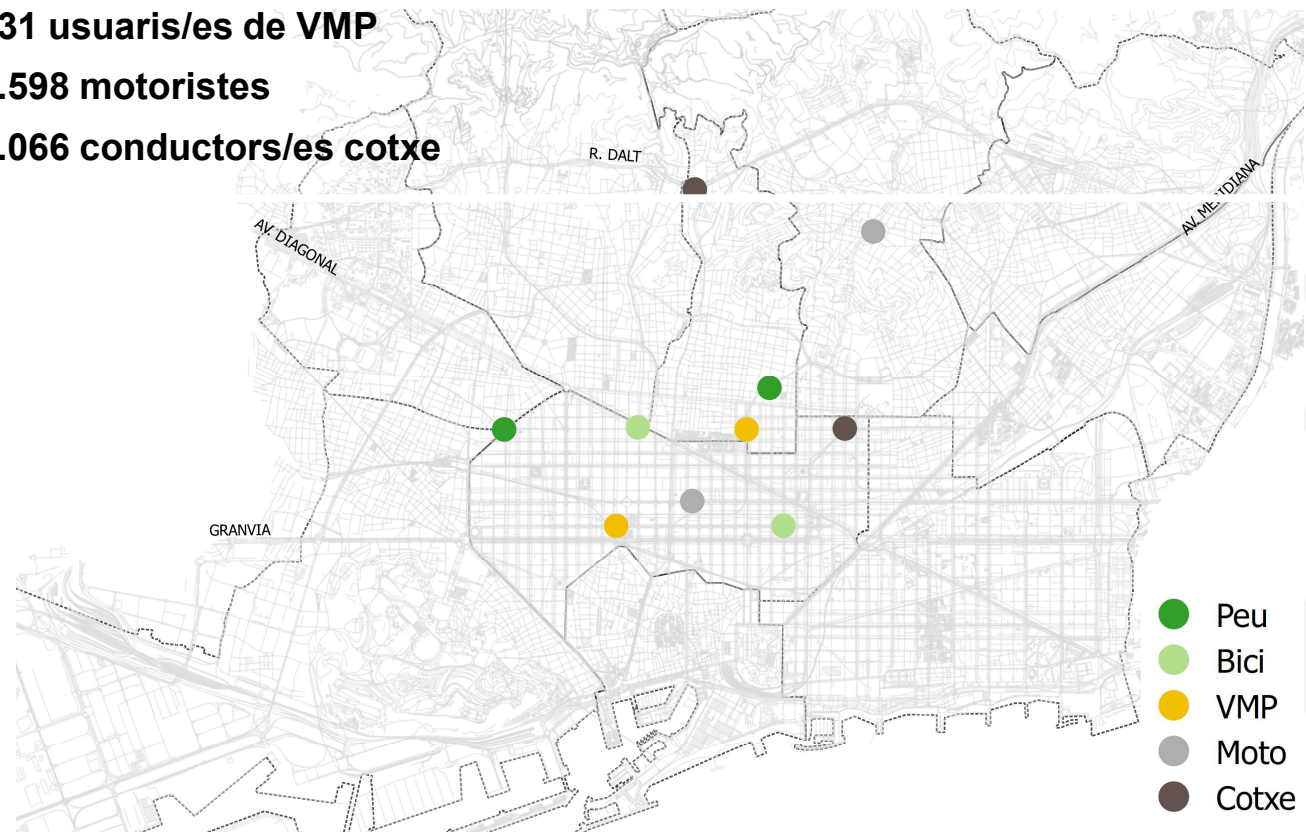 31 usuaris/es de VMP
.598 motoristes
.066 conductors/es cotxe
R. DALT
AV. MERIDIANA
AV. DIAGONAL
GRANVIA
Peu
Bici
VMP
Moto
Cotxe